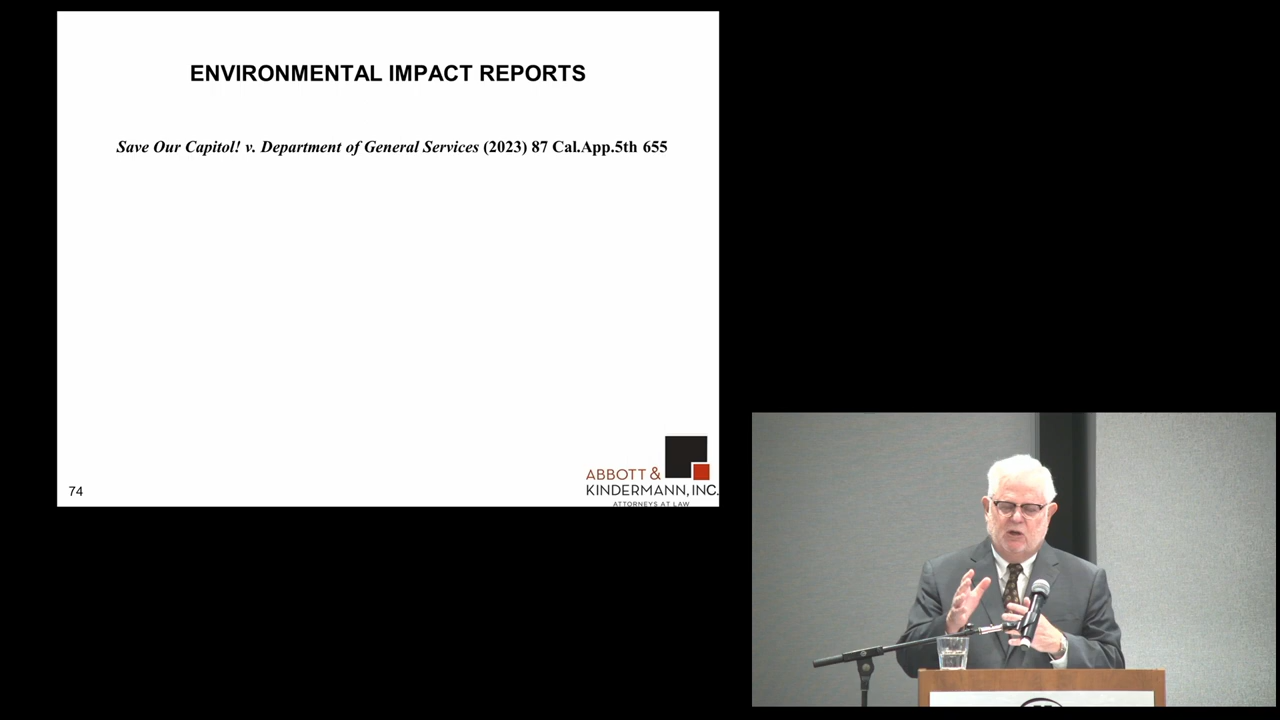 ENVIRONMENTAL IMPACT REPORTS
Save Our Capitol! v. Department of General Services (2023) 87 Cal.App.5th 655
74
ABBOTT &
KINDERMANN, INC.
ATTORNEYS AT LAW